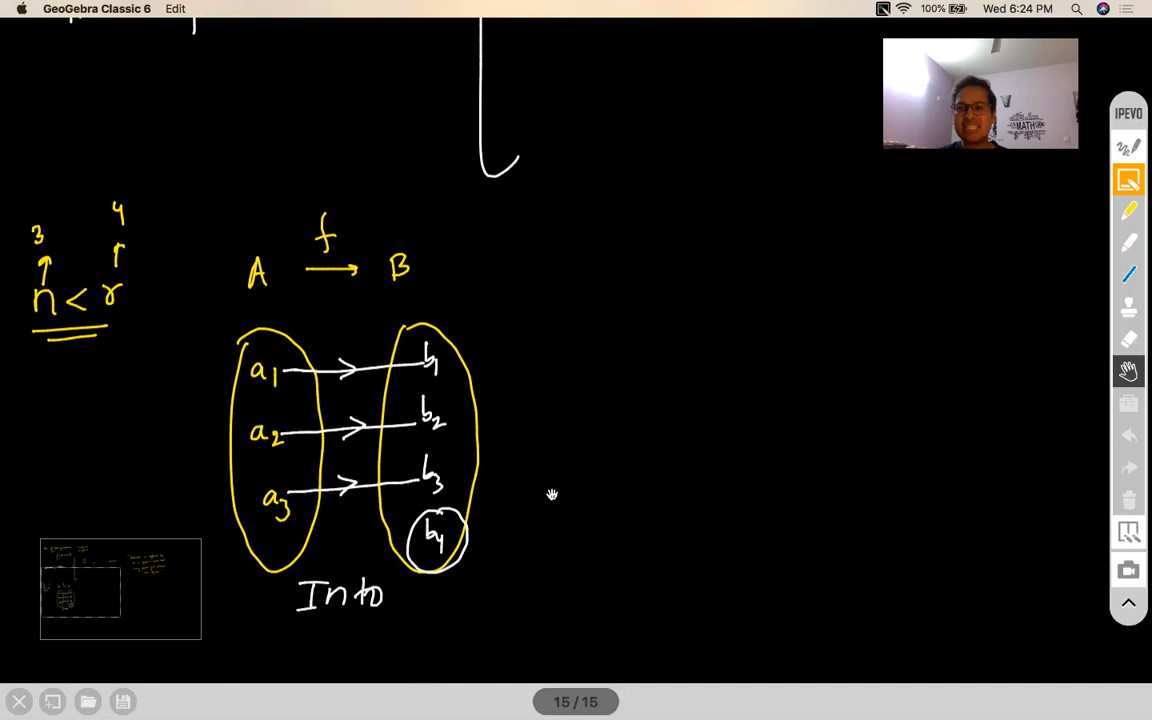 GeoGebra Classic 6 Edit 100% Wed 6:24 PM
MATH
IPEVO
3 4
n < r
f
A → B
a1 b1
a2 b2
a3 b3
b4
Into
15 / 15